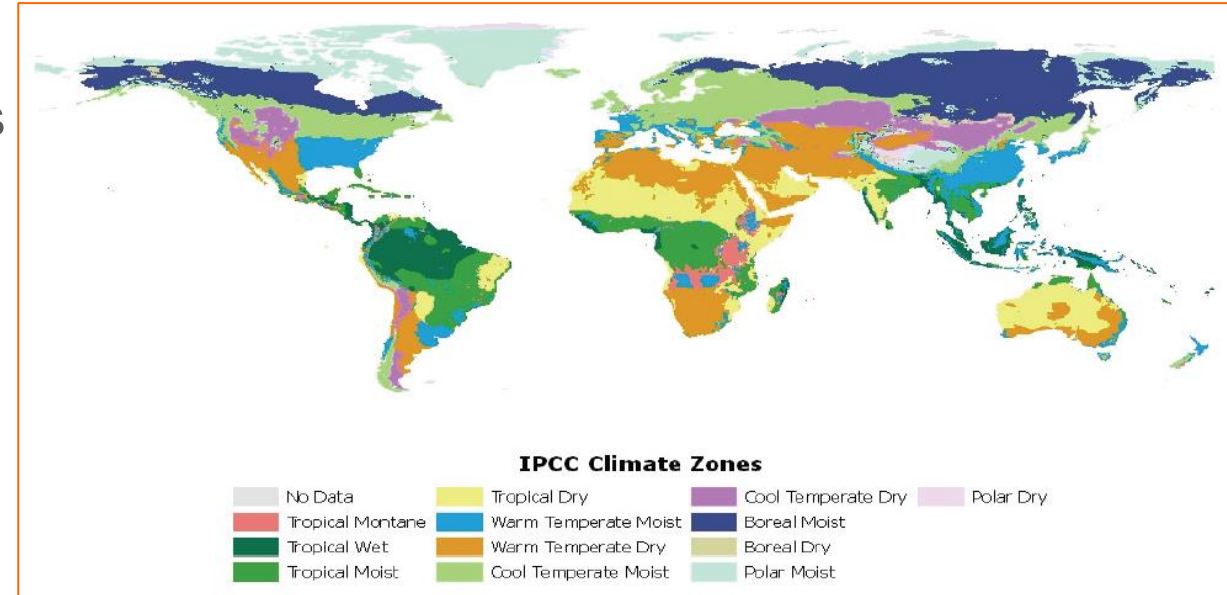 s
IPCC Climate Zones
No Data
Tropical Montane
Tropical Wet
Tropical Moist
Tropical Dry
Warm Temperate Moist
Warm Temperate Dry
Cool Temperate Moist
Cool Temperate Dry
Boreal Moist
Boreal Dry
Polar Moist
Polar Dry